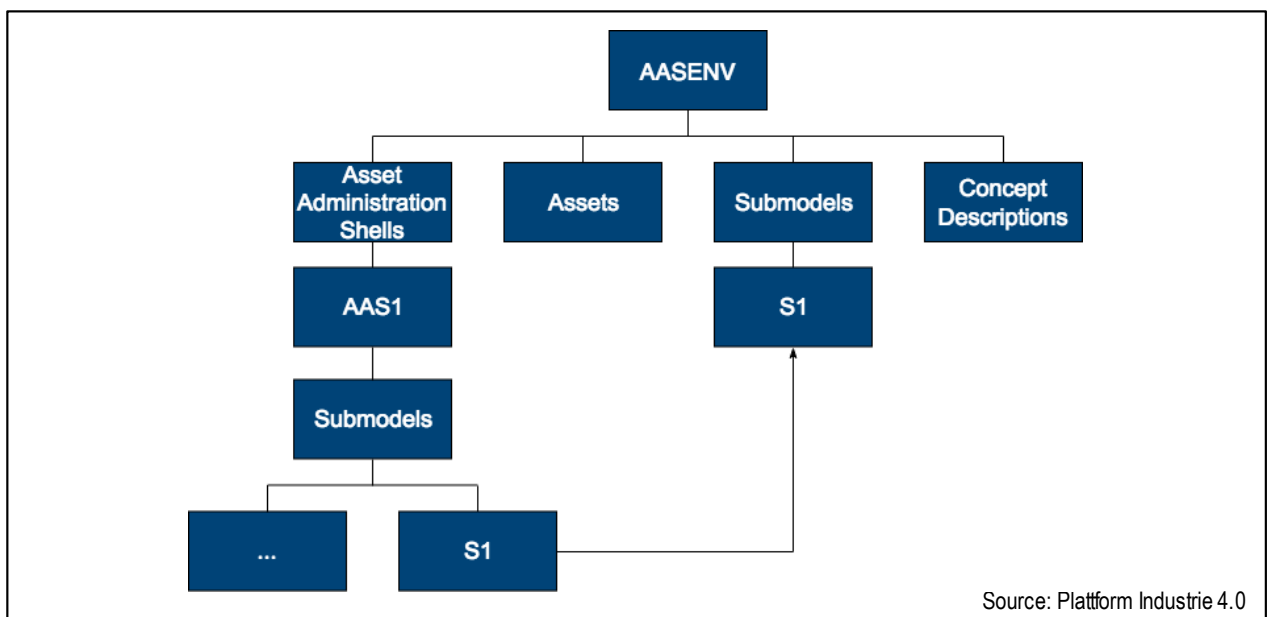 AASENV
Asset
Administration
Shells
Assets
Submodels
Concept
Descriptions
AAS1
S1
Submodels
...
S1
Source: Plattform Industrie 4.0